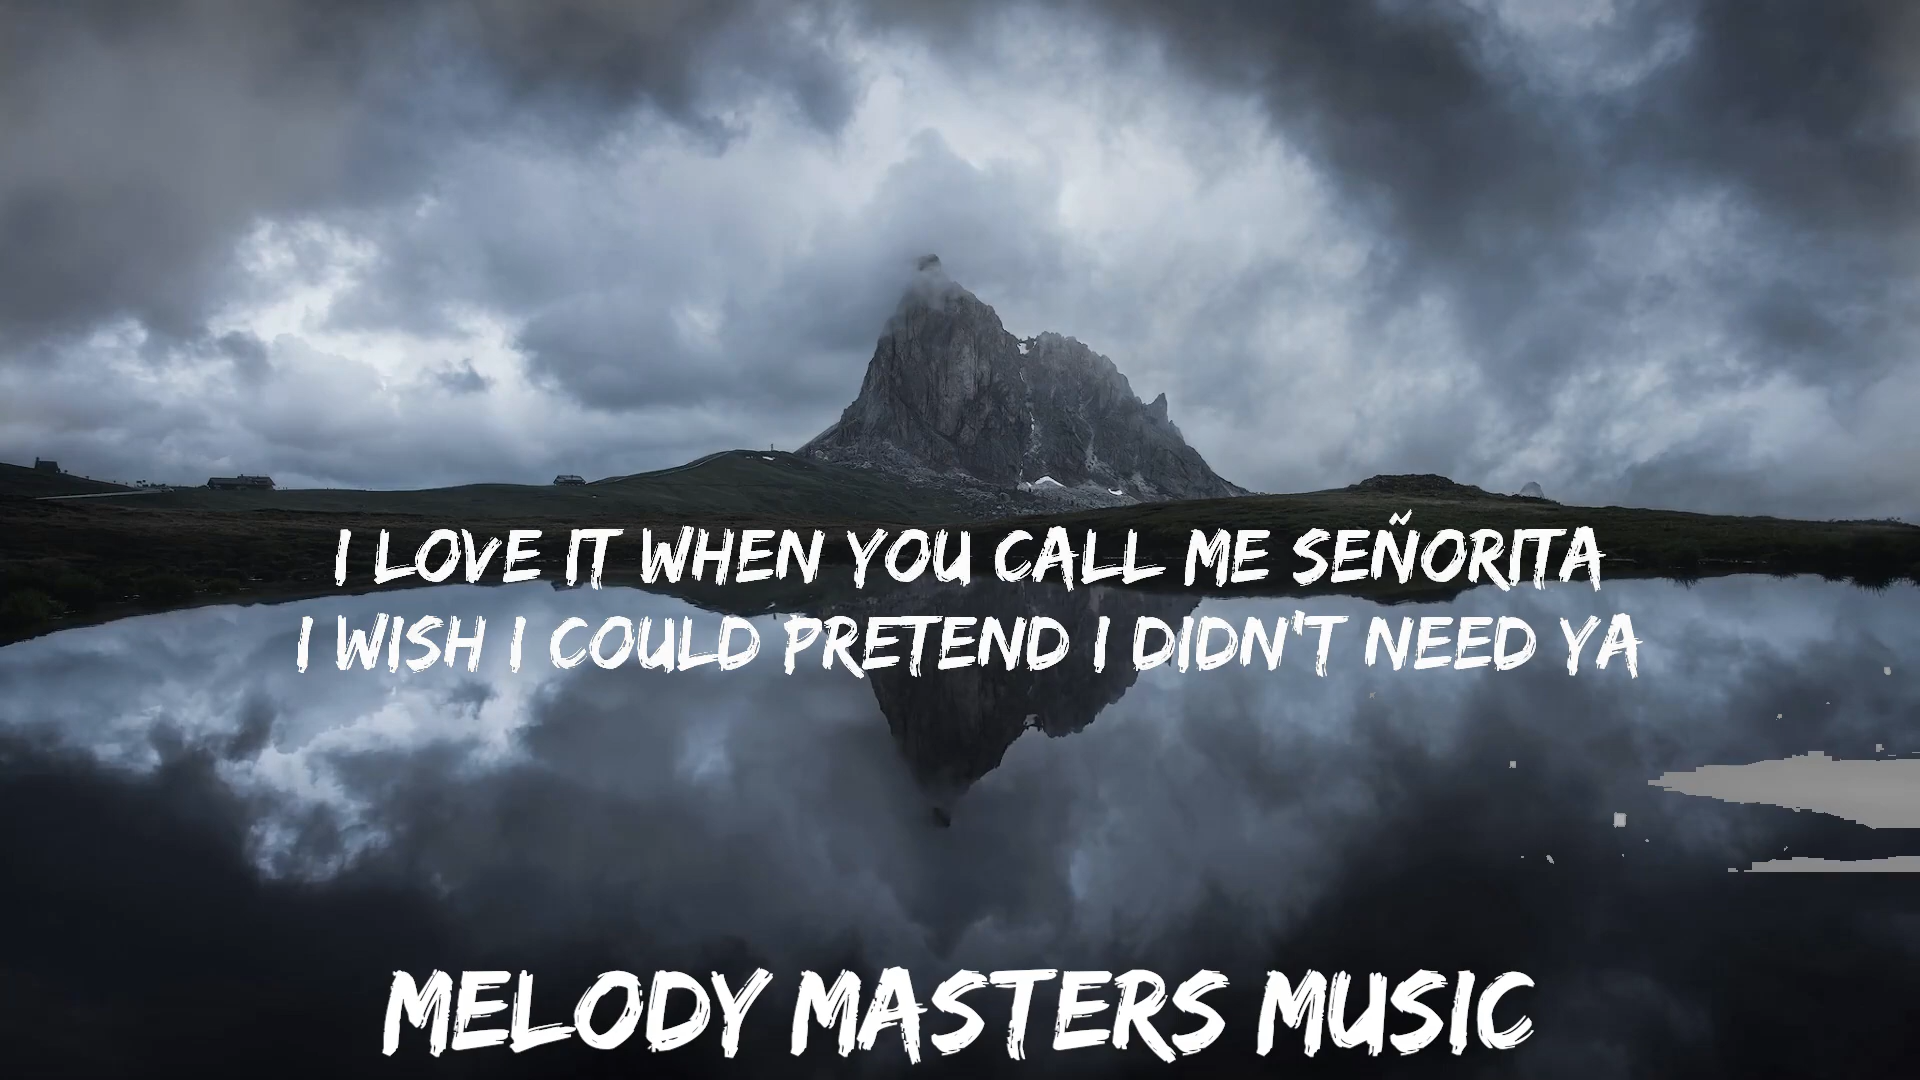 I LOVE IT WHEN YOU CALL ME SEÑORITA
I WISH I COULD PRETEND I DIDN'T NEED YA
MELODY MASTERS MUSIC